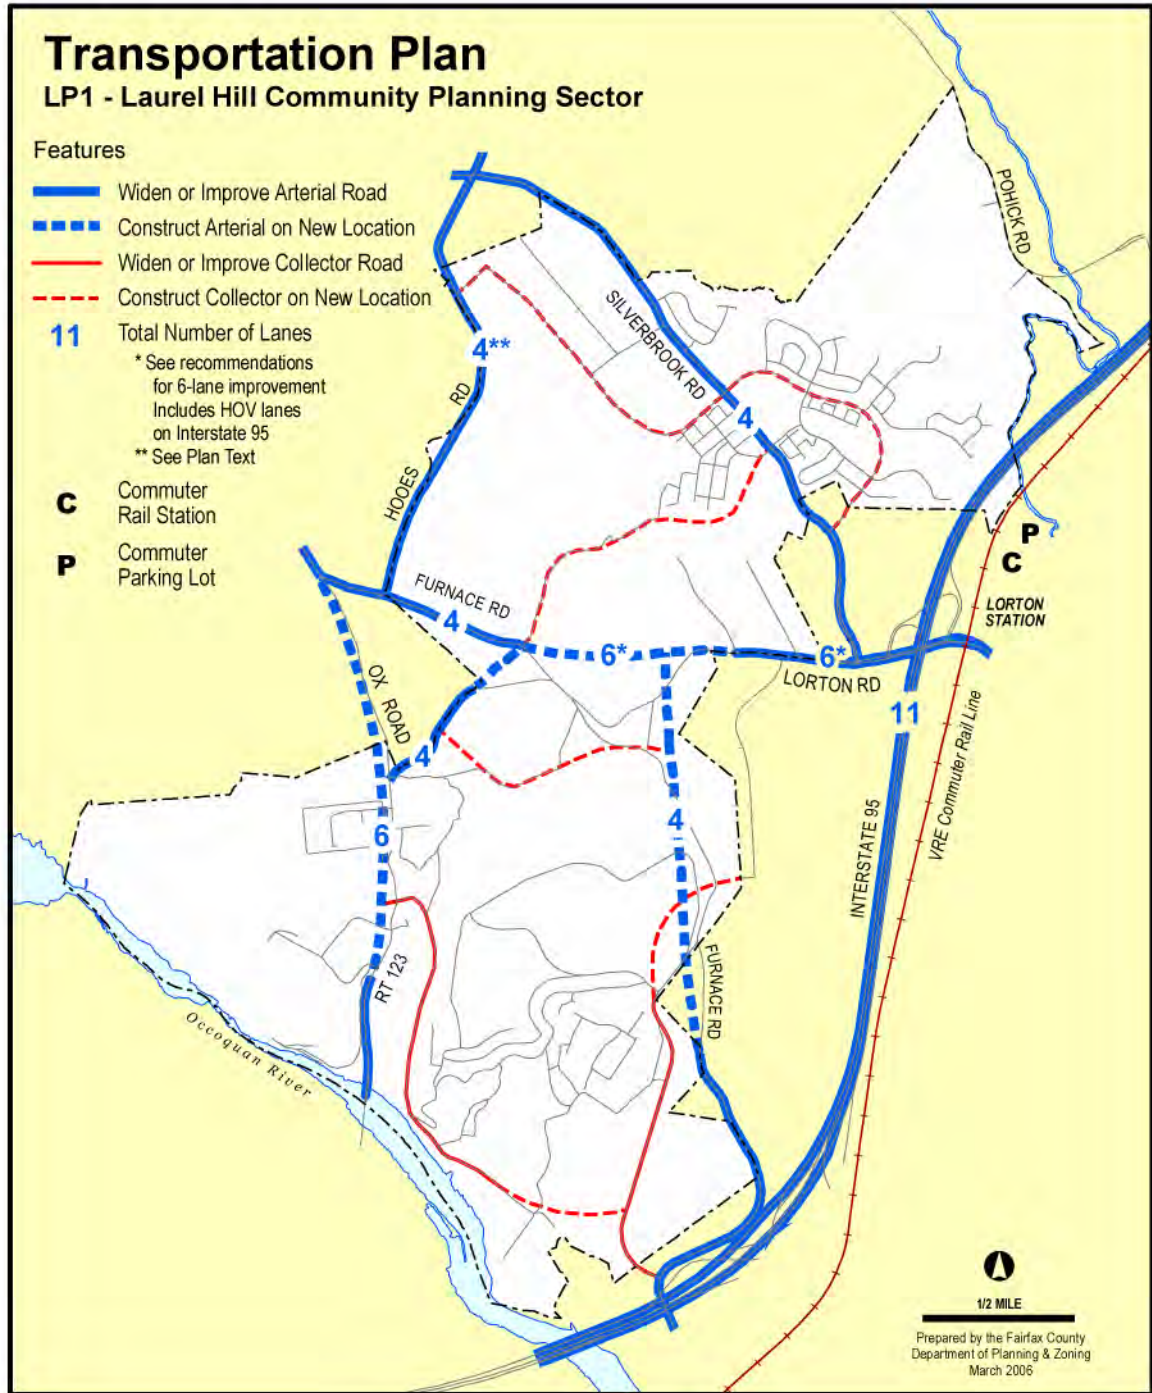 Transportation Plan
LP1 - Laurel Hill Community Planning Sector
Features
Widen or Improve Arterial Road
Construct Arterial on New Location
Widen or Improve Collector Road
Construct Collector on New Location
11 Total Number of Lanes
* See recommendations
for 6-lane improvement
Includes HOV lanes
on Interstate 95
** See Plan Text
C Commuter
Rail Station
P Commuter
Parking Lot
POHICK RD
SILVERBROOK RD
4**
HOOES RD
4
P
C
LORTON
STATION
FURNACE RD
4
6*
6*
LORTON RD
OX ROAD
4
11
VRE Commuter Rail Line
6
4
INTERSTATE 95
RT 123
FURNACE RD
Occoquan River
1/2 MILE
Prepared by the Fairfax County
Department of Planning & Zoning
March 2006